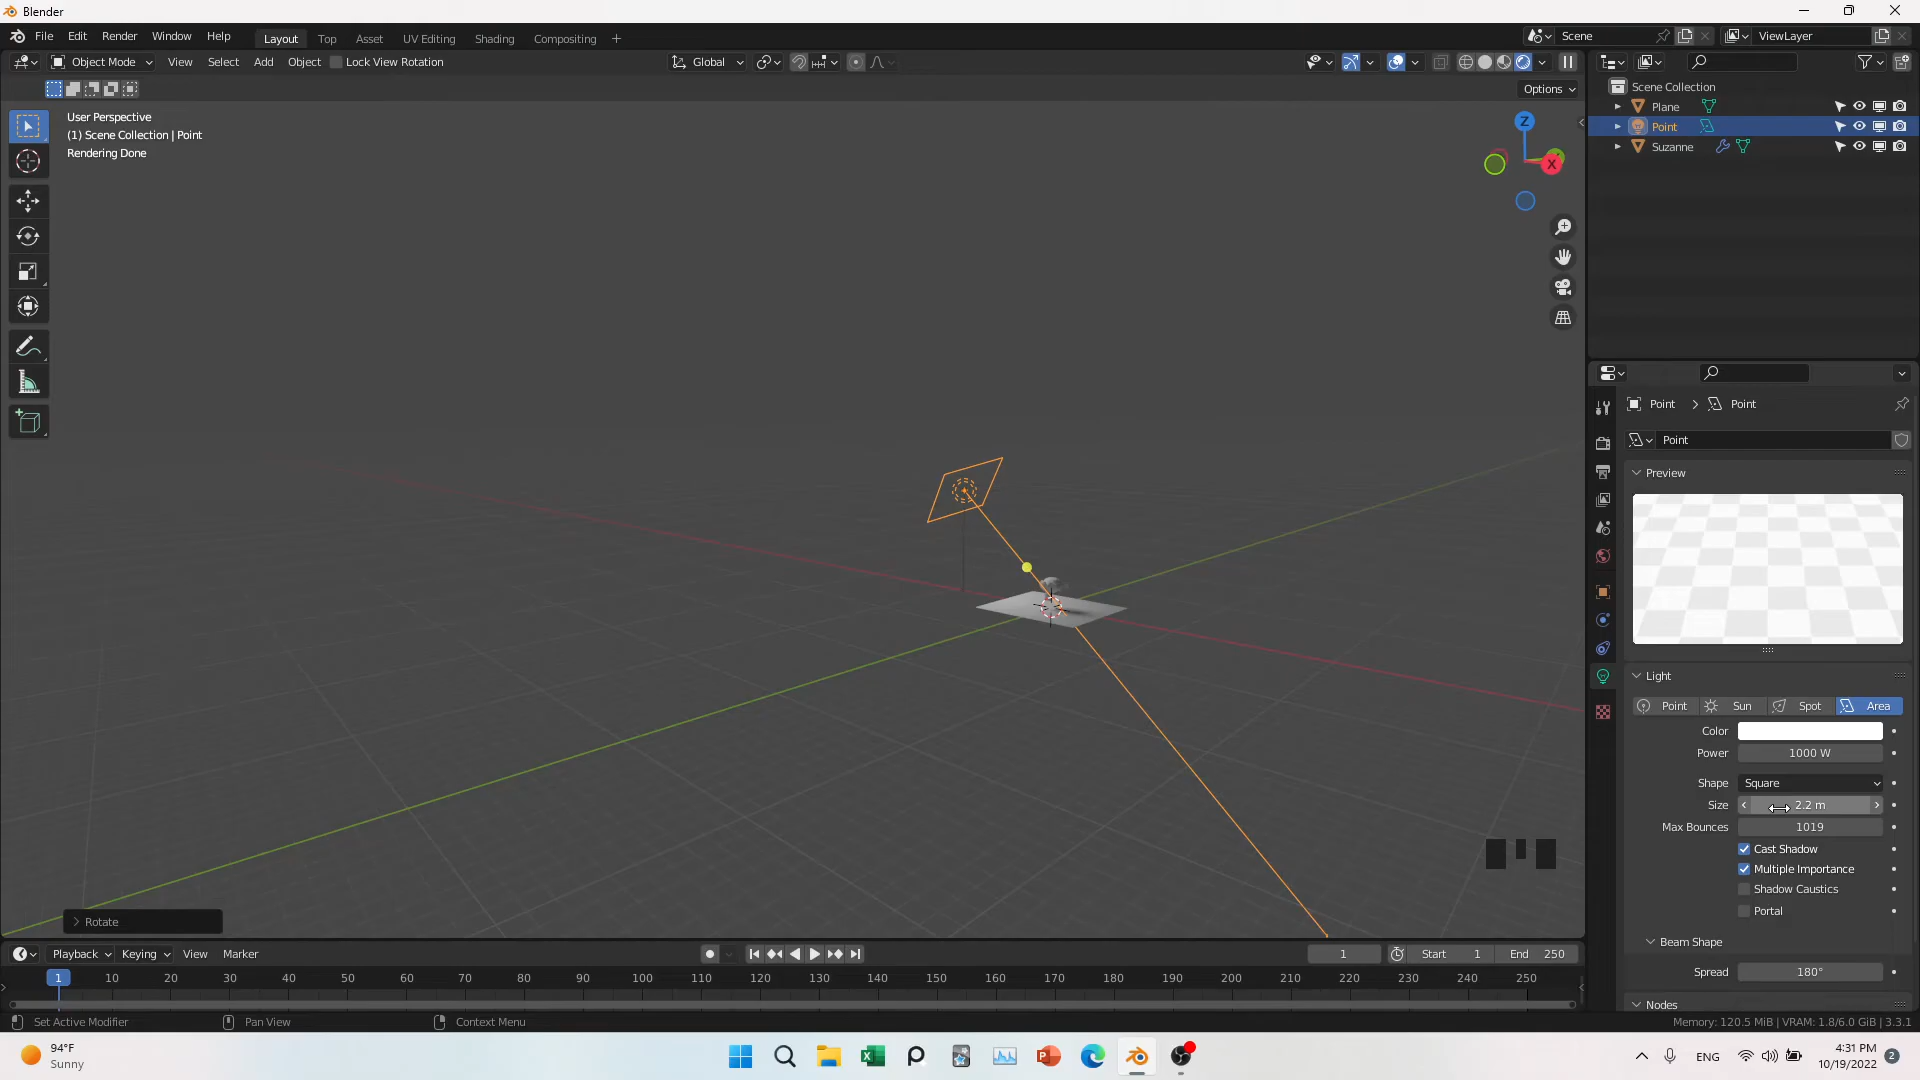 Blender
File Edit Render Window Help
Layout Top Asset UV Editing Shading Compositing +
Scene
ViewLayer
Object Mode View Select Add Object Lock View Rotation
Global
Options
User Perspective
(1) Scene Collection | Point
Rendering Done
Z
X
Scene Collection
Plane
Point
Suzanne
Point > Point
Point
Preview
Light
Point Sun Spot Area
Color
Power 1000 W
Shape Square
Size 2.2 m
Max Bounces 1019
Cast Shadow
Multiple Importance
Shadow Caustics
Portal
Beam Shape
Spread 180°
Nodes
Rotate
Playback Keying View Marker
1
Start 1
End 250
1 10 20 30 40 50 60 70 80 90 100 110 120 130 140 150 160 170 180 190 200 210 220 230 240 250
Set Active Modifier Pan View Context Menu
Memory: 120.5 MiB | VRAM: 1.8/6.0 GiB | 3.3.1
94°F
Sunny
ENG
4:31 PM
10/19/2022
2